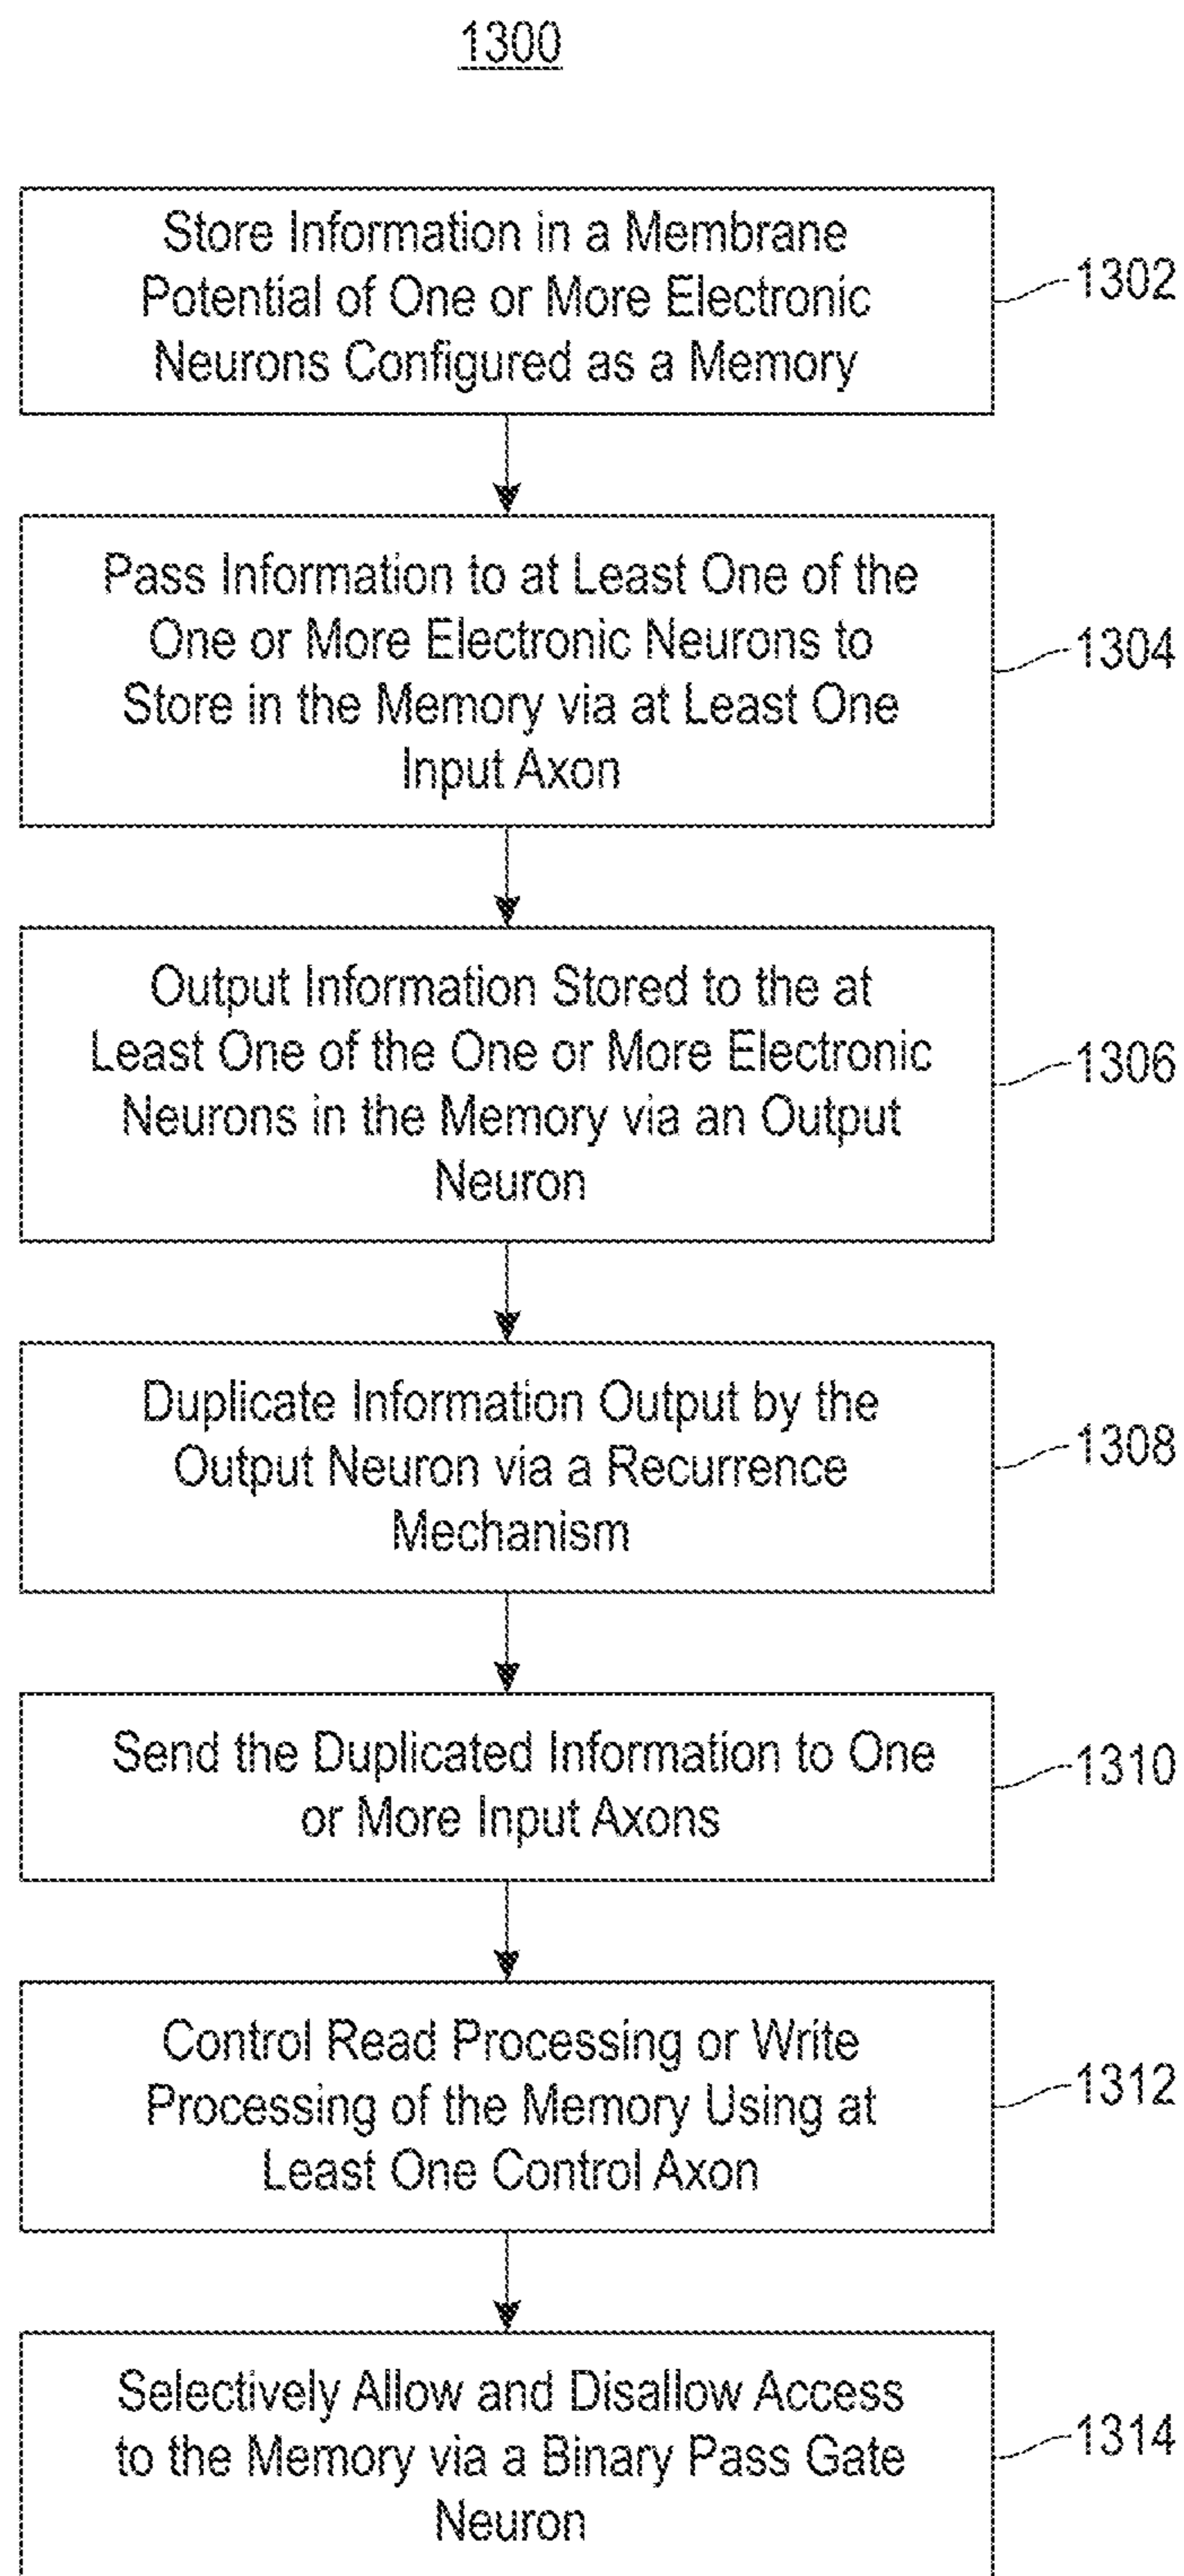 1300
Store Information in a Membrane
Potential of One or More Electronic
Neurons Configured as a Memory
1302
Pass Information to at Least One of the
One or More Electronic Neurons to
Store in the Memory via at Least One
Input Axon
1304
Output Information Stored to the at
Least One of the One or More Electronic
Neurons in the Memory via an Output
Neuron
1306
Duplicate Information Output by the
Output Neuron via a Recurrence
Mechanism
1308
Send the Duplicated Information to One
or More Input Axons
1310
Control Read Processing or Write
Processing of the Memory Using at
Least One Control Axon
1312
Selectively Allow and Disallow Access
to the Memory via a Binary Pass Gate
Neuron
1314